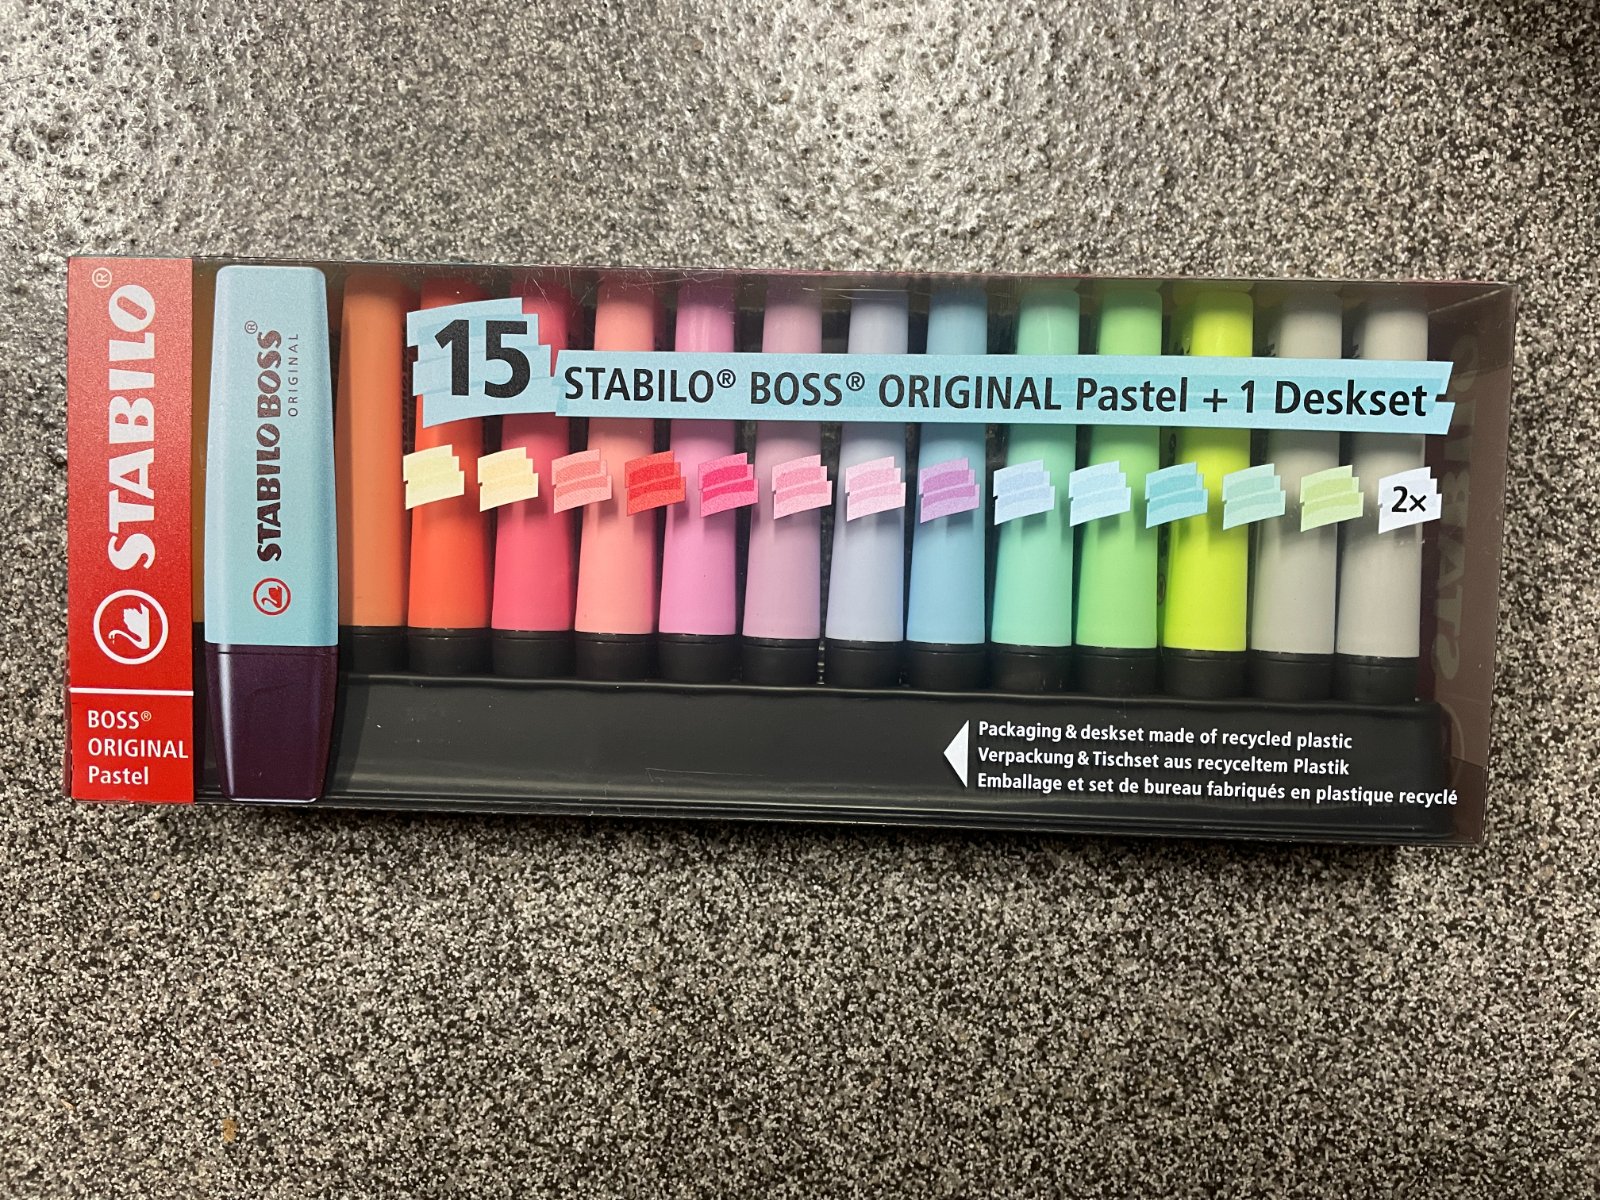 STABILO®
BOSS®
ORIGINAL
Pastel
STABILO BOSS®
ORIGINAL
15
STABILO® BOSS® ORIGINAL Pastel + 1 Deskset
2×
Packaging & deskset made of recycled plastic
Verpackung & Tischset aus recyceltem Plastik
Emballage et set de bureau fabriqués en plastique recyclé